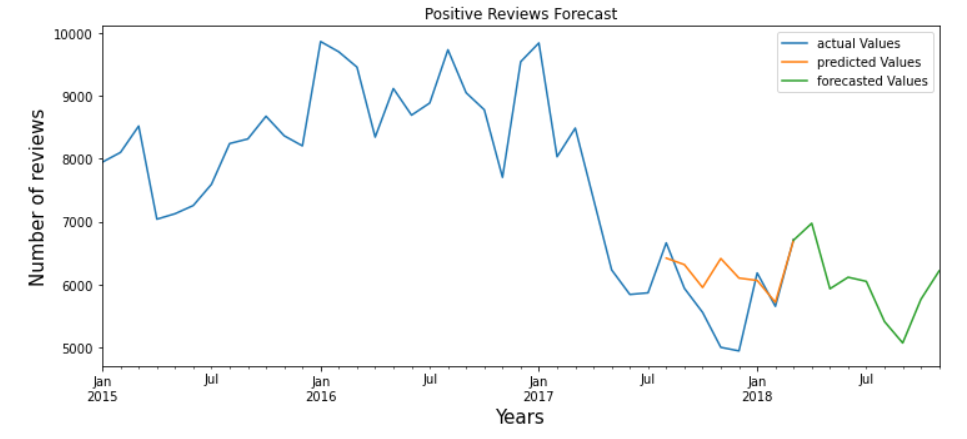 Positive Reviews Forecast
actual Values
predicted Values
forecasted Values
Number of reviews
10000
9000
8000
7000
6000
5000
Jan Jul Jan Jul Jan Jul Jan Jul
2015 2016 2017 2018
Years